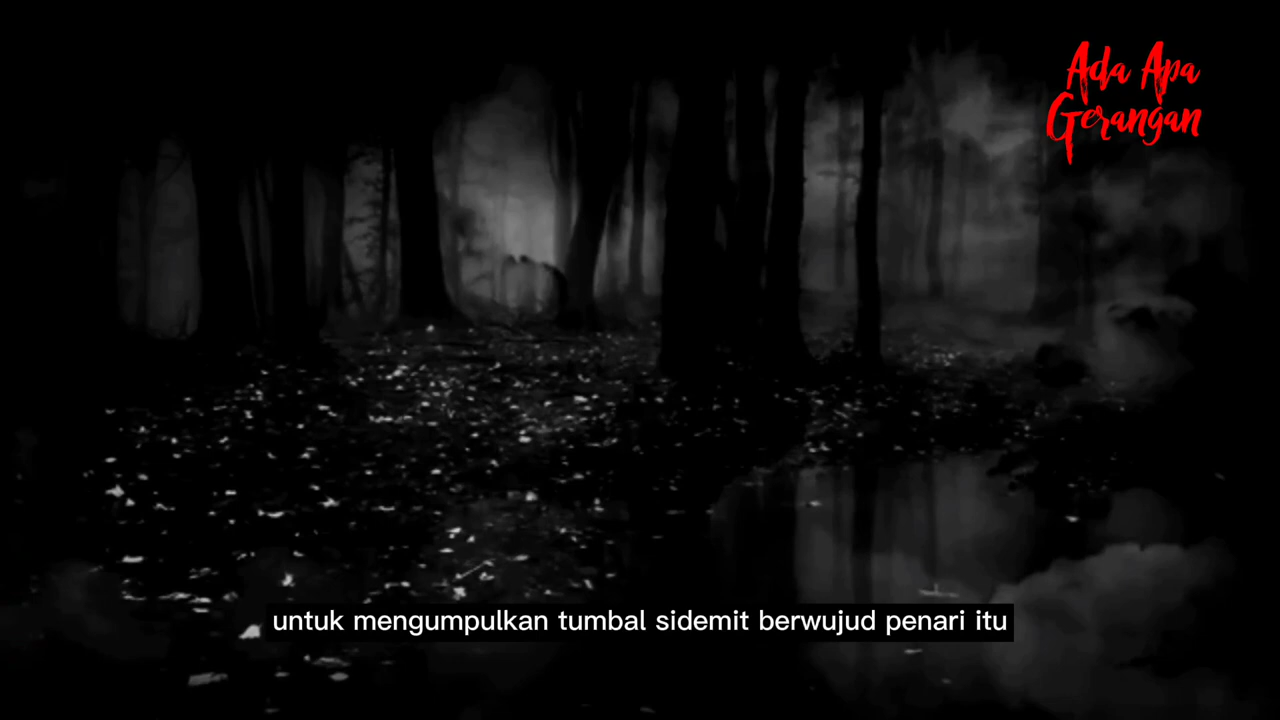 Ada Apa
Gerangan
untuk mengumpulkan tumbal sidemit berwujud penari itu